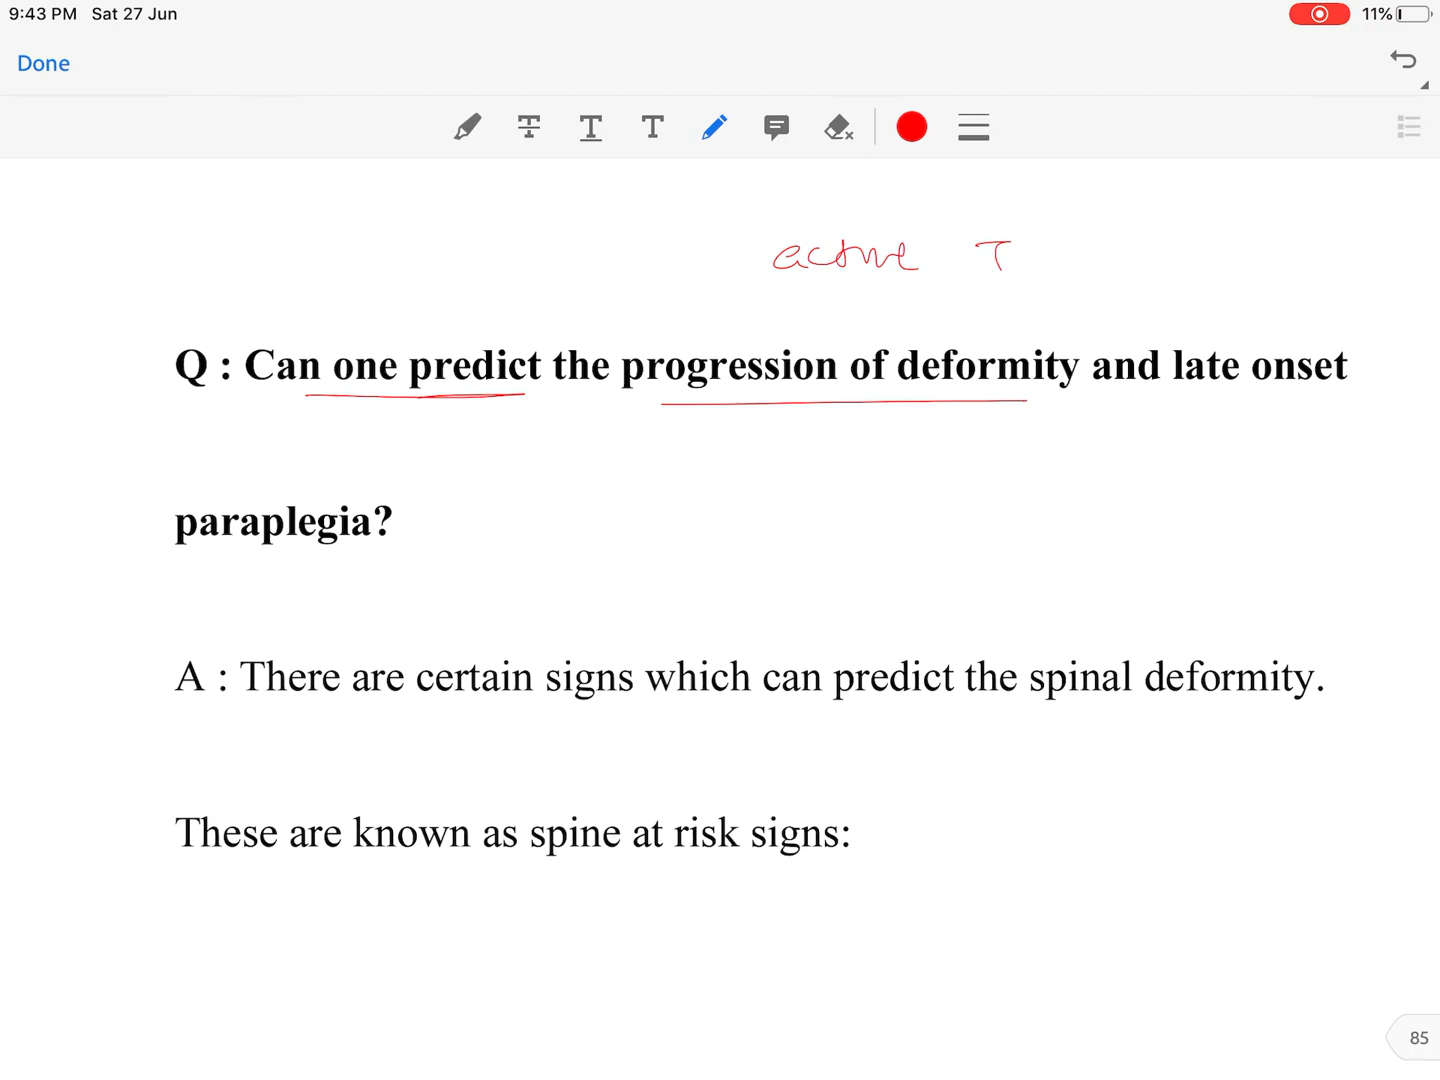 9:43 PM Sat 27 Jun 11%
Done
T T T
active T
Q : Can one predict the progression of deformity and late onset
paraplegia?
A : There are certain signs which can predict the spinal deformity.
These are known as spine at risk signs:
85